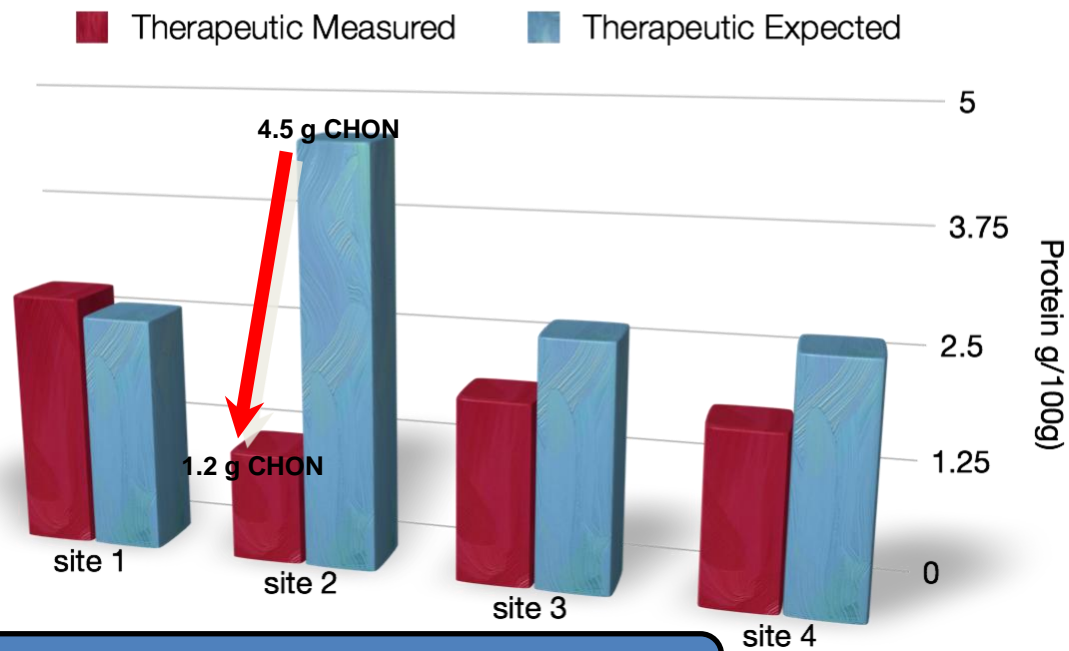 Therapeutic Measured
Therapeutic Expected
5
4.5 g CHON
3.75
Protein g/100g)
2.5
1.2 g CHON
1.25
0
site 1
site 2
site 3
site 4